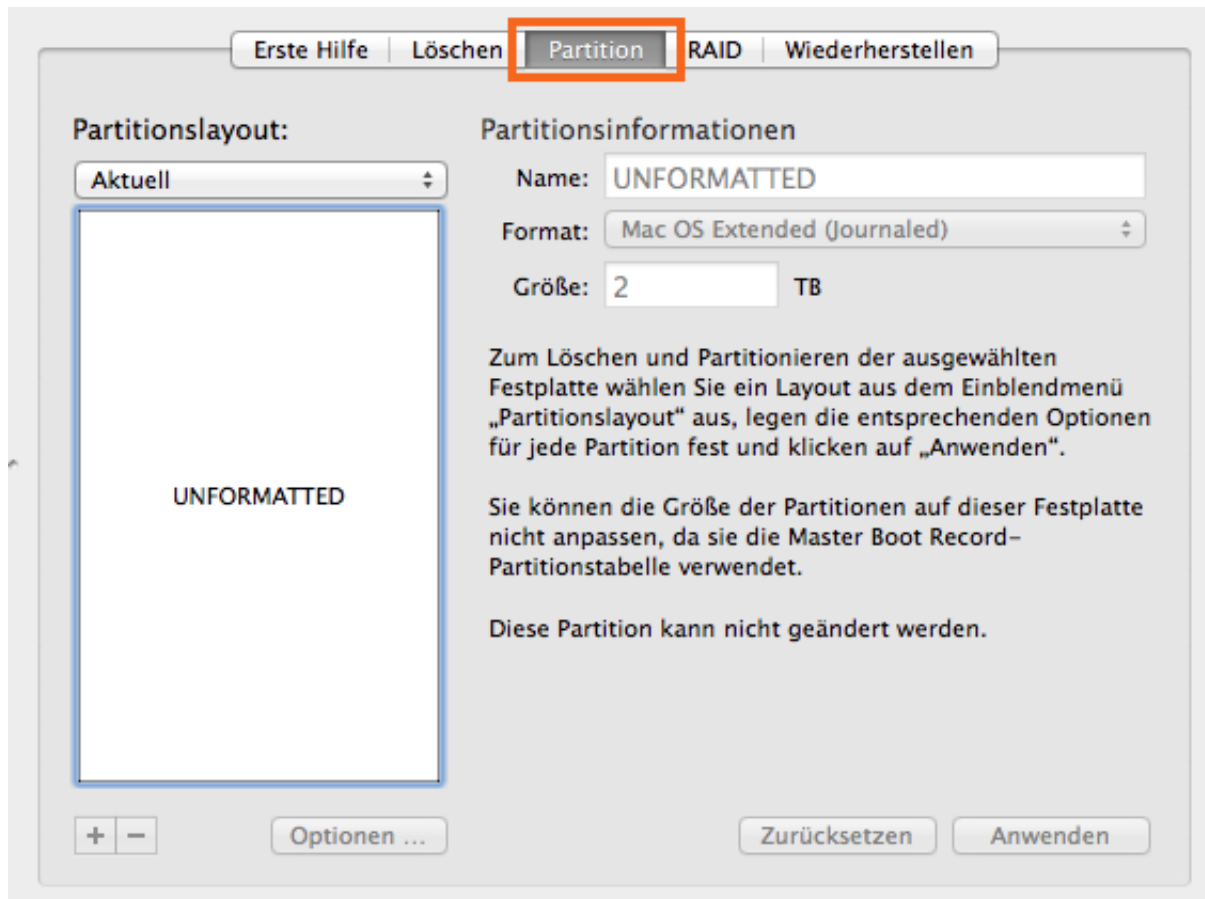 Erste Hilfe Löschen Partition RAID Wiederherstellen
Partitionslayout:
Aktuell
UNFORMATTED
+ −
Optionen ...
Partitionsinformationen
Name: UNFORMATTED
Format: Mac OS Extended (Journaled)
Größe: 2 TB
Zum Löschen und Partitionieren der ausgewählten
Festplatte wählen Sie ein Layout aus dem Einblendmenü
„Partitionslayout“ aus, legen die entsprechenden Optionen
für jede Partition fest und klicken auf „Anwenden“.
Sie können die Größe der Partitionen auf dieser Festplatte
nicht anpassen, da sie die Master Boot Record–
Partitionstabelle verwendet.
Diese Partition kann nicht geändert werden.
Zurücksetzen Anwenden